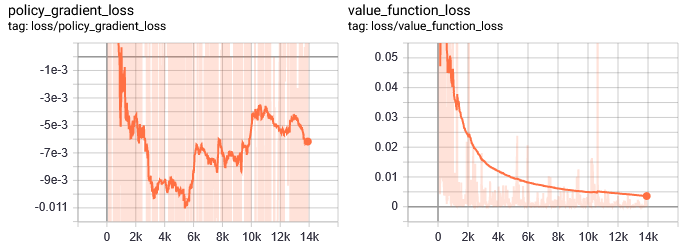 policy_gradient_loss
tag: loss/policy_gradient_loss
-1e-3
-3e-3
-5e-3
-7e-3
-9e-3
-0.011
0 2k 4k 6k 8k 10k 12k 14k
value_function_loss
tag: loss/value_function_loss
0.05
0.04
0.03
0.02
0.01
0
0 2k 4k 6k 8k 10k 12k 14k